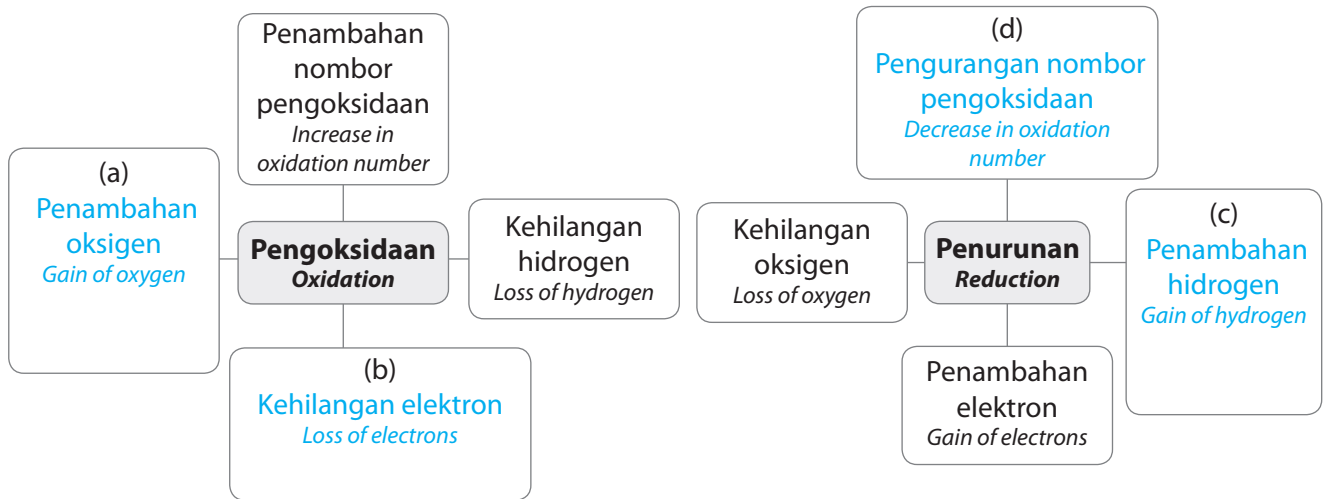 Penambahan
nombor
pengoksidaan
Increase in
oxidation number
(a)
Penambahan
oksigen
Gain of oxygen
Pengoksidaan
Oxidation
Kehilangan
hidrogen
Loss of hydrogen
(b)
Kehilangan elektron
Loss of electrons
(d)
Pengurangan nombor
pengoksidaan
Decrease in oxidation
number
Kehilangan
oksigen
Loss of oxygen
Penurunan
Reduction
(c)
Penambahan
hidrogen
Gain of hydrogen
Penambahan
elektron
Gain of electrons